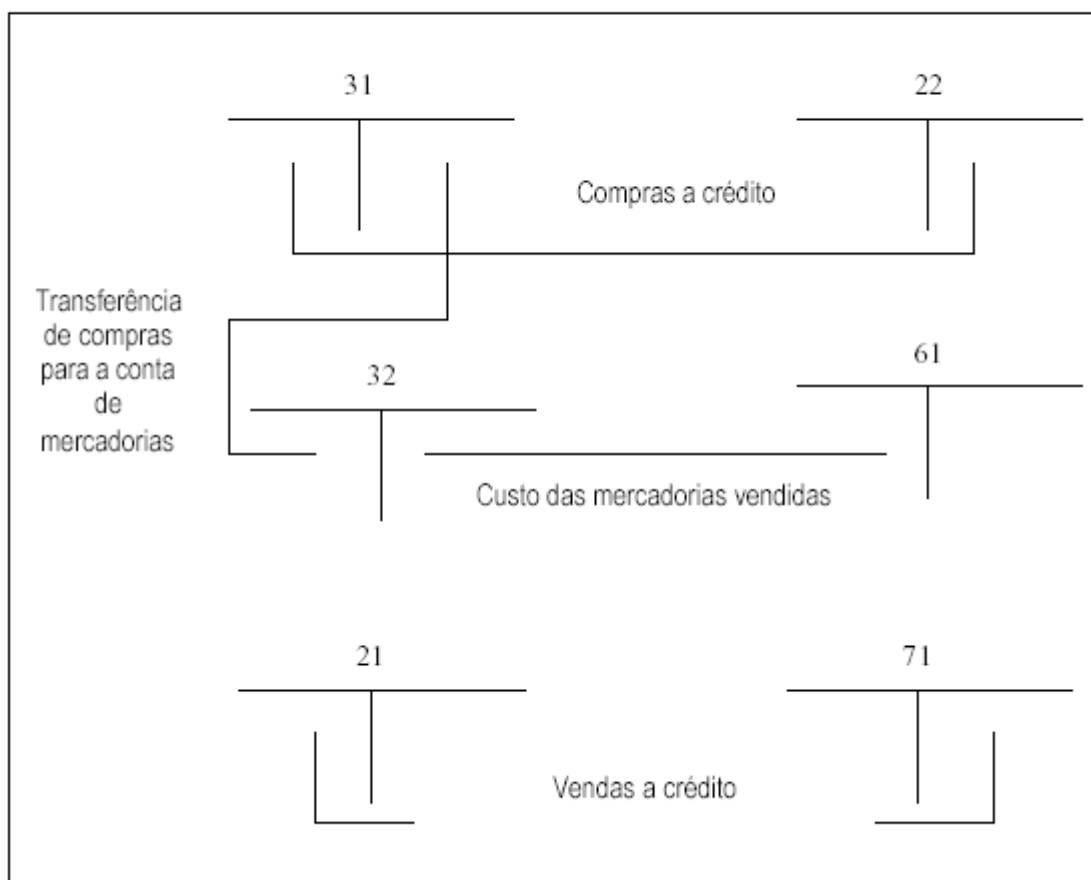 31
22
Compras a crédito
Transferência
de compras
para a conta
de
mercadorias
32
61
Custo das mercadorias vendidas
21
71
Vendas a crédito